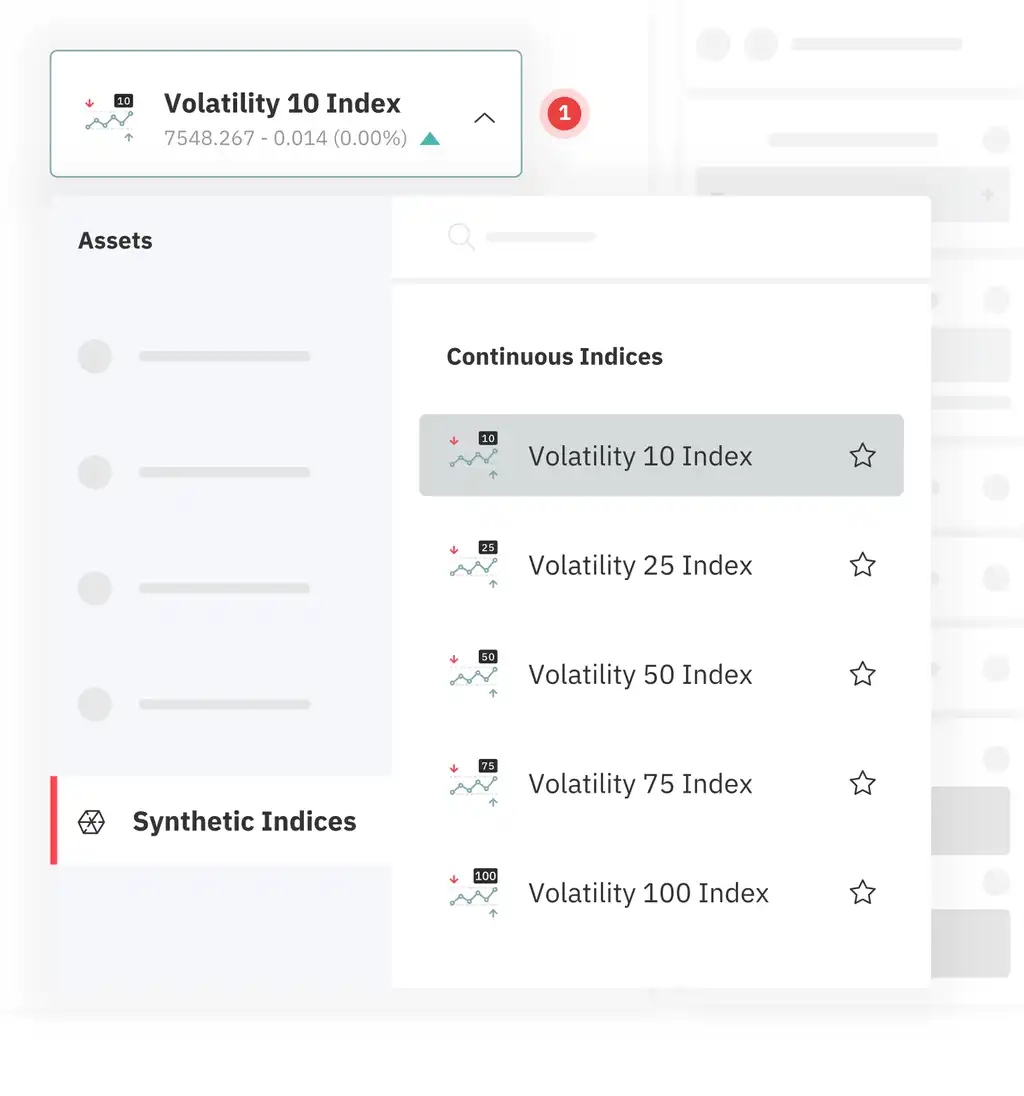 10
Volatility 10 Index
7548.267 - 0.014 (0.00%)
1
Assets
Synthetic Indices
Continuous Indices
10
Volatility 10 Index
25
Volatility 25 Index
50
Volatility 50 Index
75
Volatility 75 Index
100
Volatility 100 Index